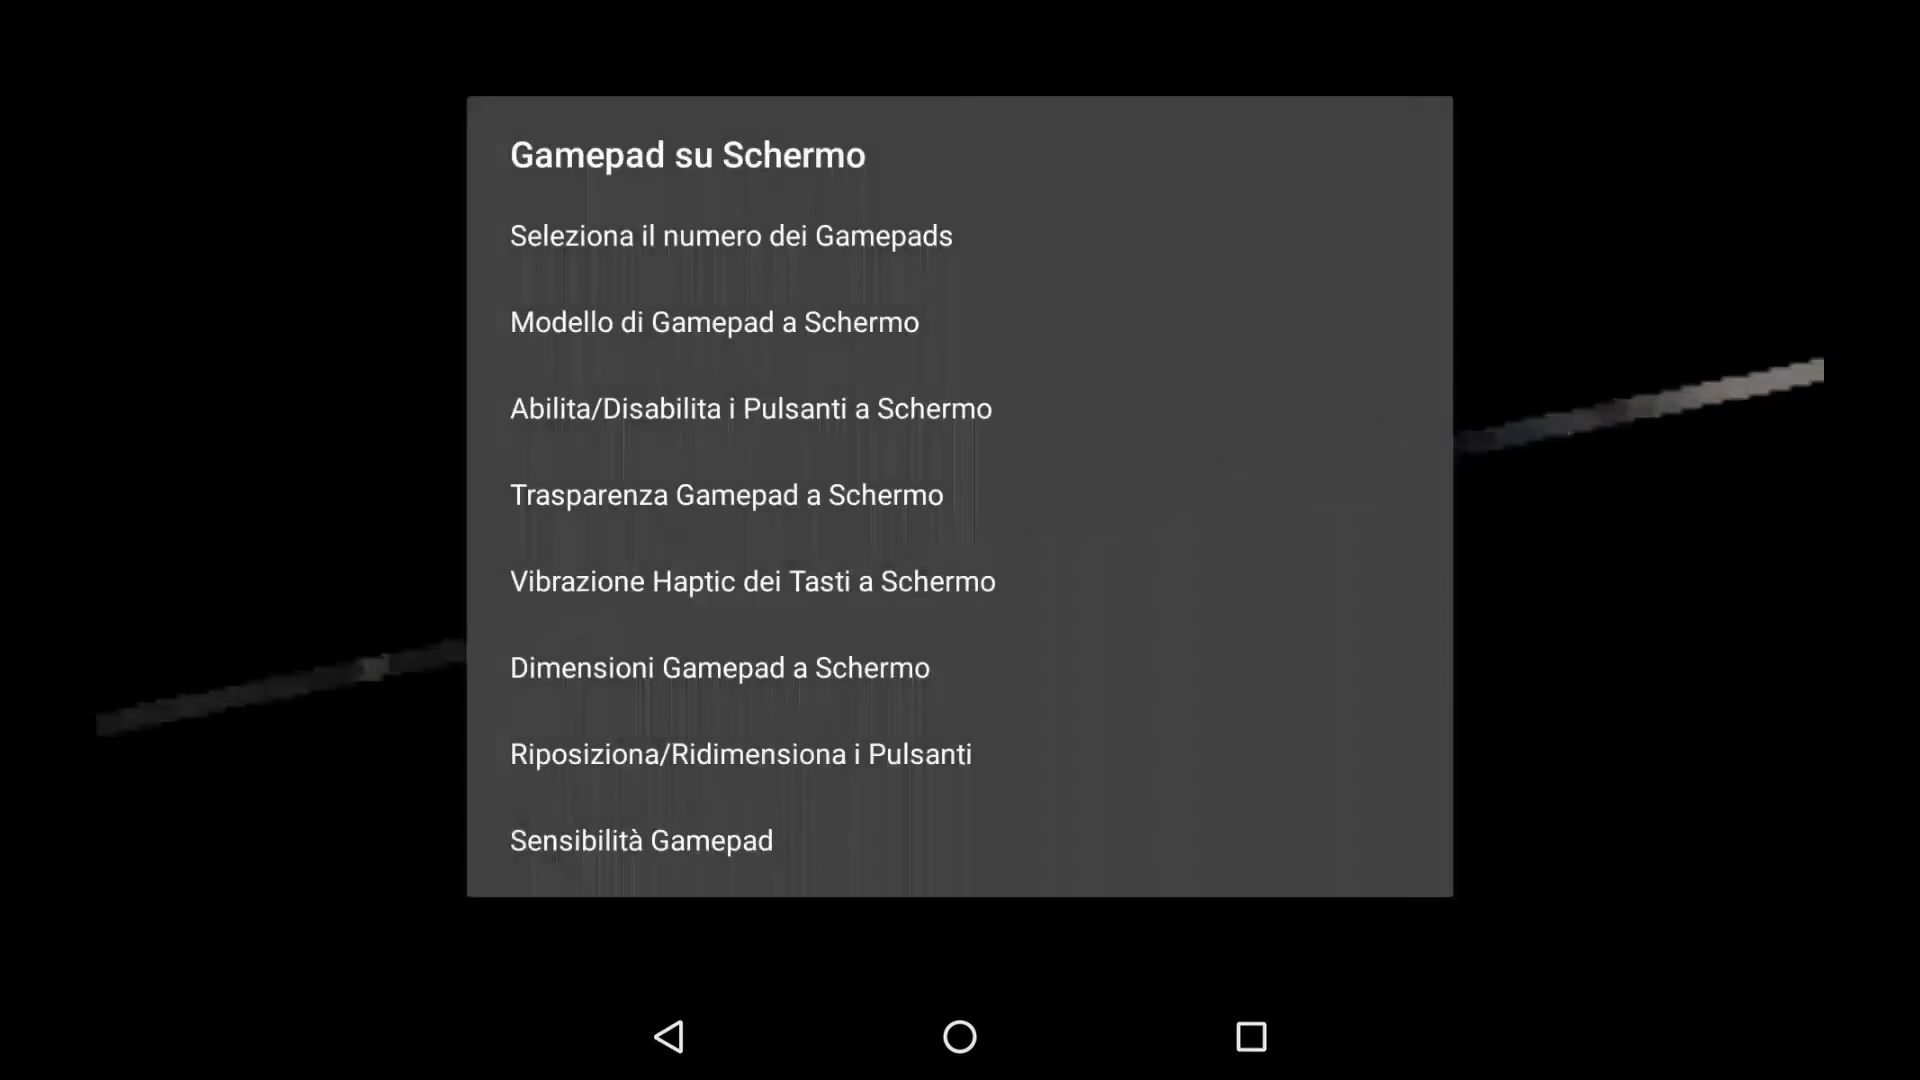 Gamepad su Schermo
Seleziona il numero dei Gamepads
Modello di Gamepad a Schermo
Abilita/Disabilita i Pulsanti a Schermo
Trasparenza Gamepad a Schermo
Vibrazione Haptic dei Tasti a Schermo
Dimensioni Gamepad a Schermo
Riposiziona/Ridimensiona i Pulsanti
Sensibilità Gamepad